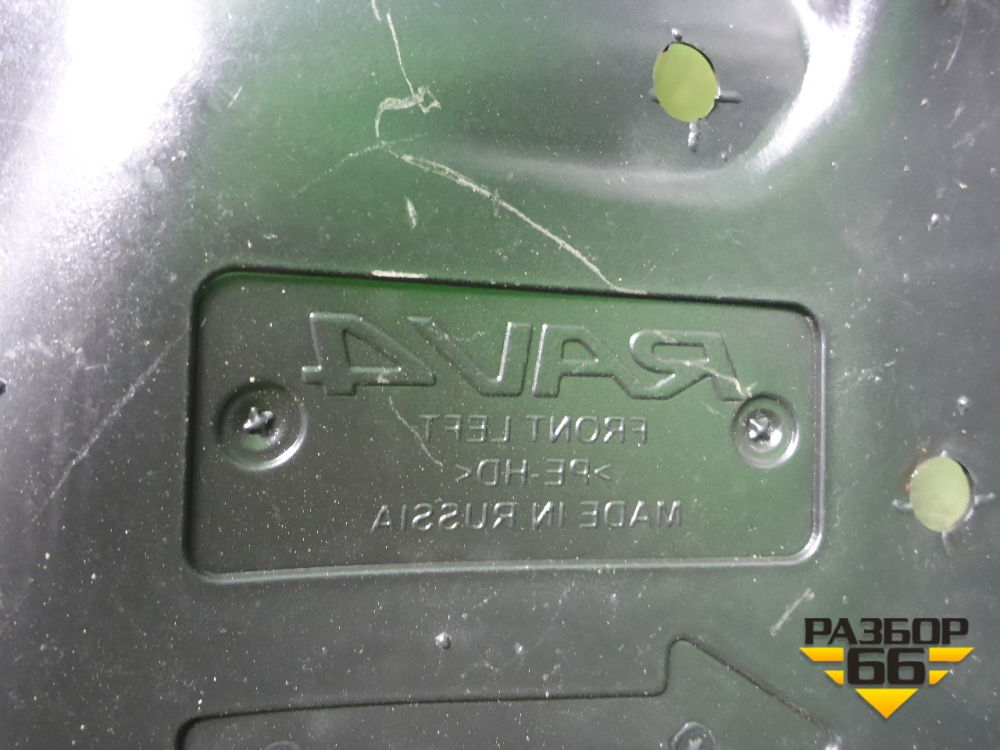 RAV4
FRONT LEFT
>PE-HD<
MADE IN RUSSIA
РАЗБОР
66